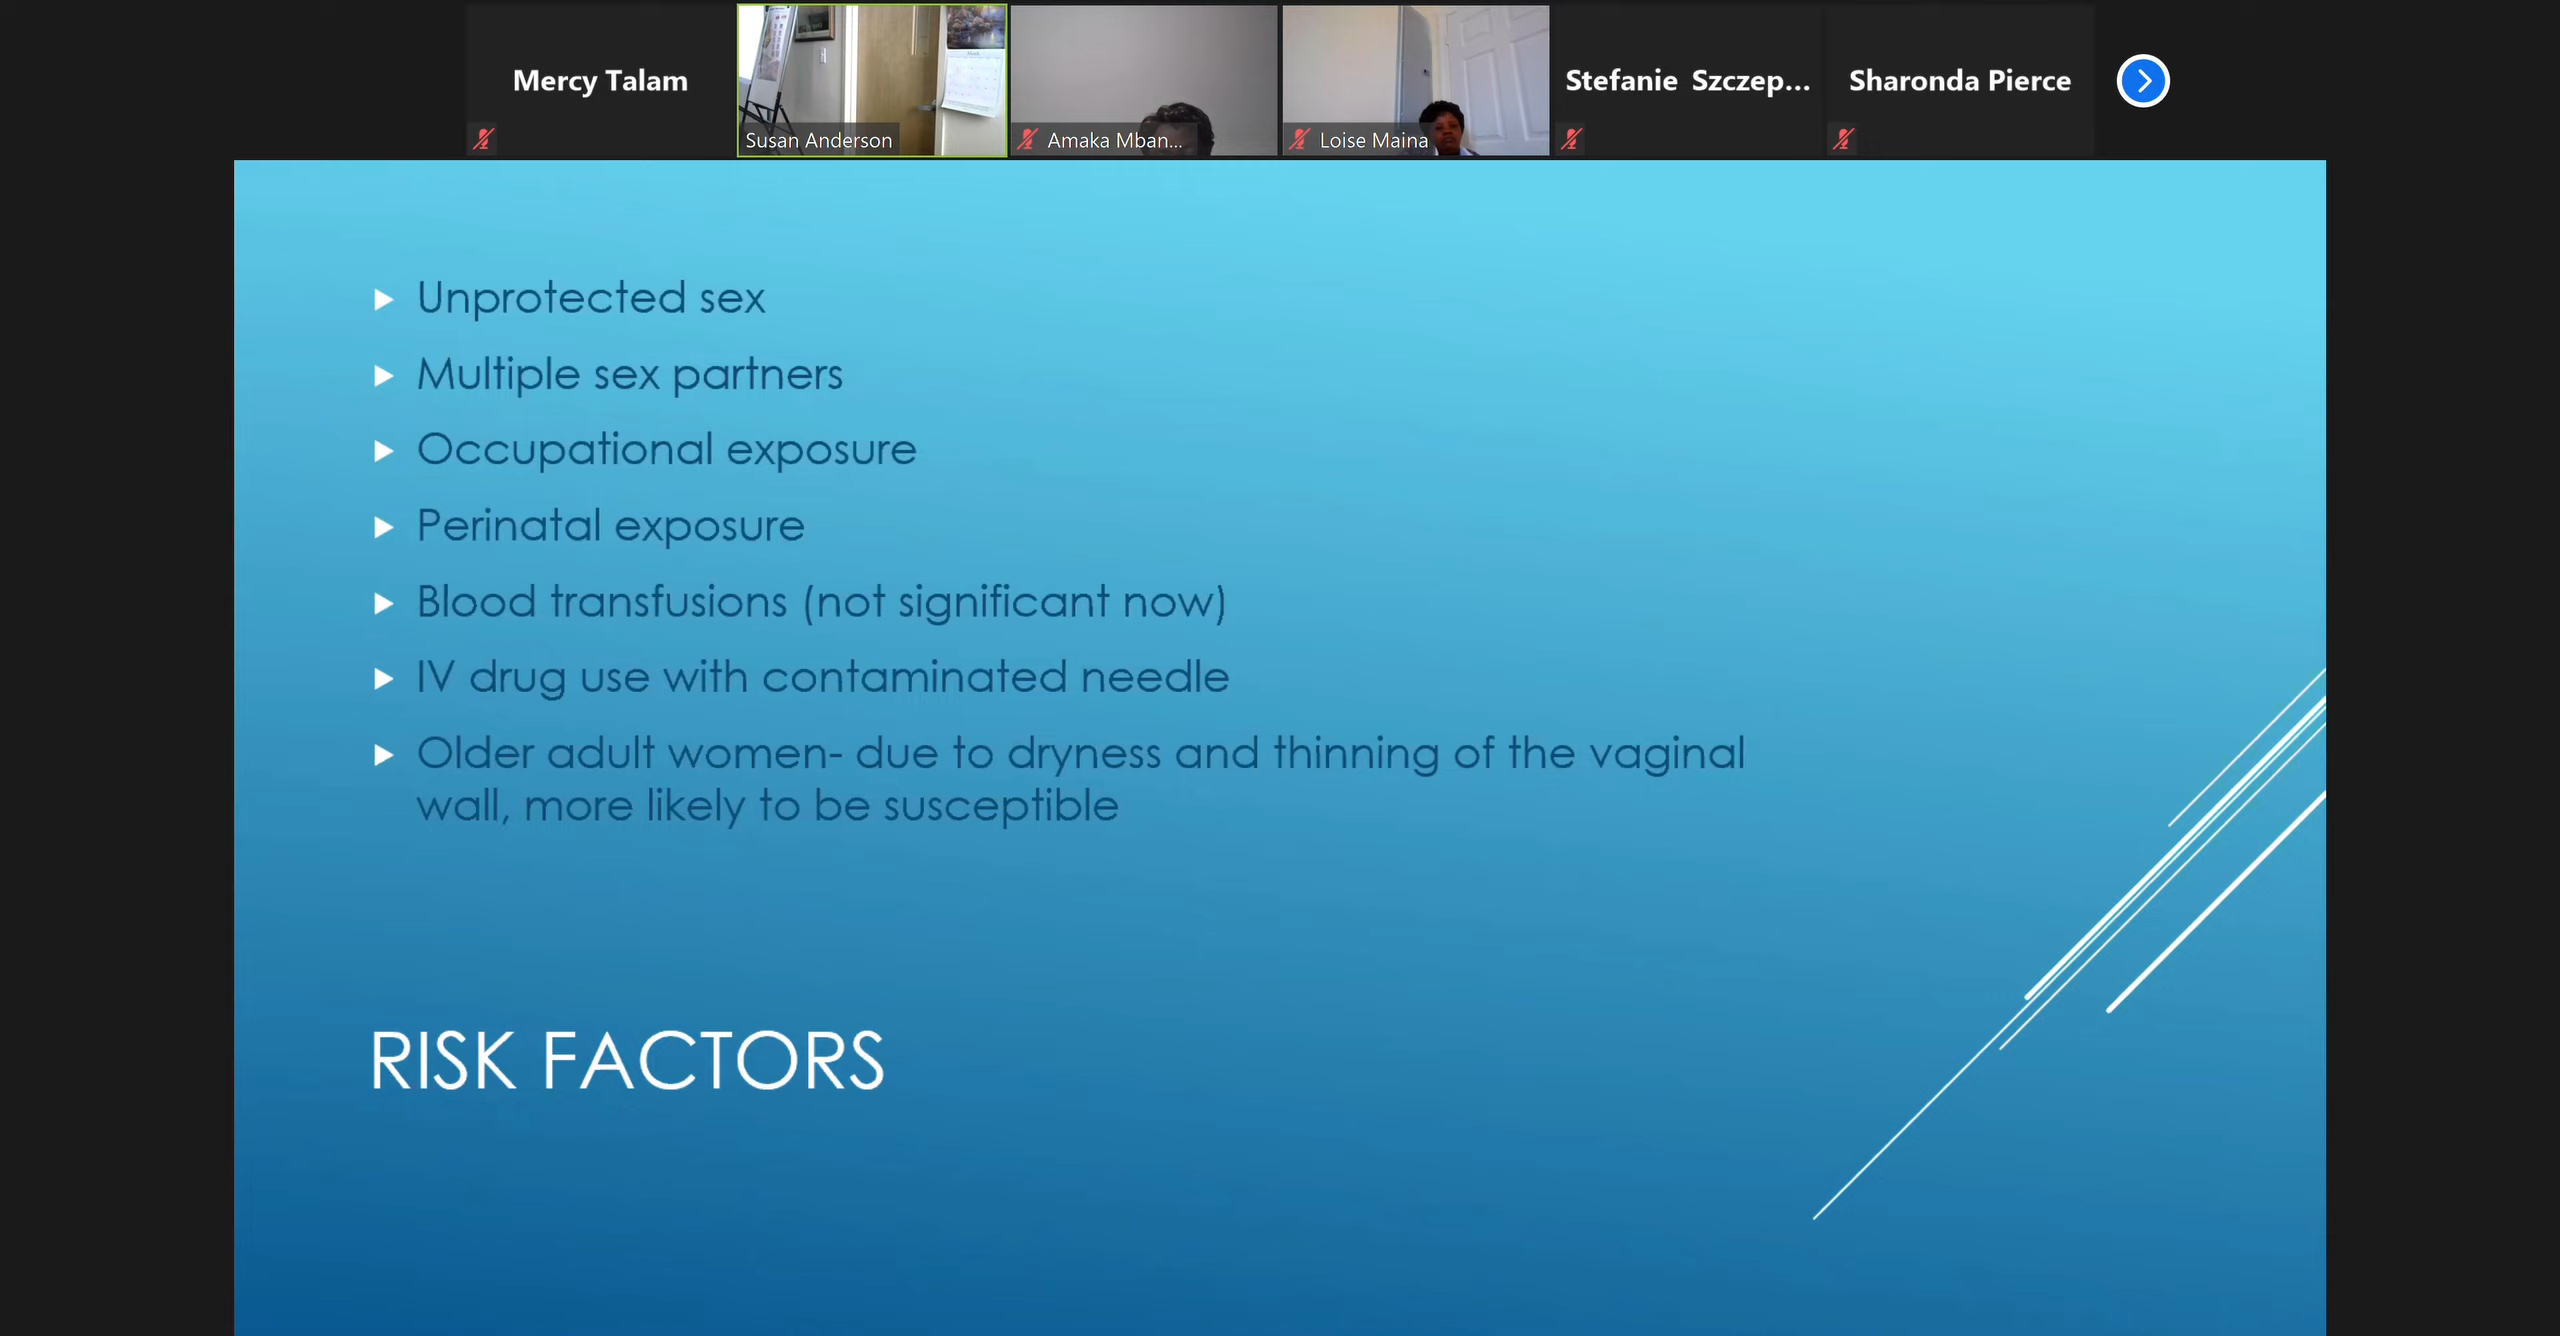 Mercy Talam
Susan Anderson
Amaka Mban...
Loise Maina
Stefanie Szczep...
Sharonda Pierce
Unprotected sex
Multiple sex partners
Occupational exposure
Perinatal exposure
Blood transfusions (not significant now)
IV drug use with contaminated needle
Older adult women- due to dryness and thinning of the vaginal
wall, more likely to be susceptible
RISK FACTORS